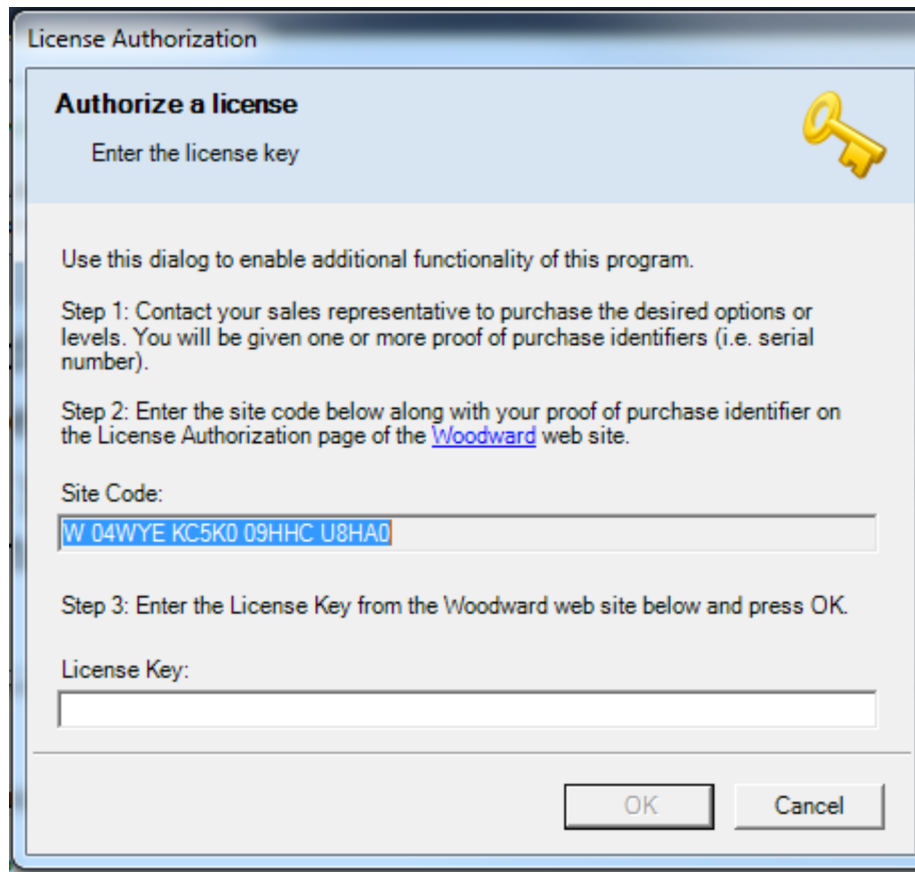 License Authorization
Authorize a license
Enter the license key
Use this dialog to enable additional functionality of this program.
Step 1: Contact your sales representative to purchase the desired options or
levels. You will be given one or more proof of purchase identifiers (i.e. serial
number).
Step 2: Enter the site code below along with your proof of purchase identifier on
the License Authorization page of the Woodward web site.
Site Code:
W 04WYE KC5K0 09HHC U8HA0
Step 3: Enter the License Key from the Woodward web site below and press OK.
License Key:
OK Cancel